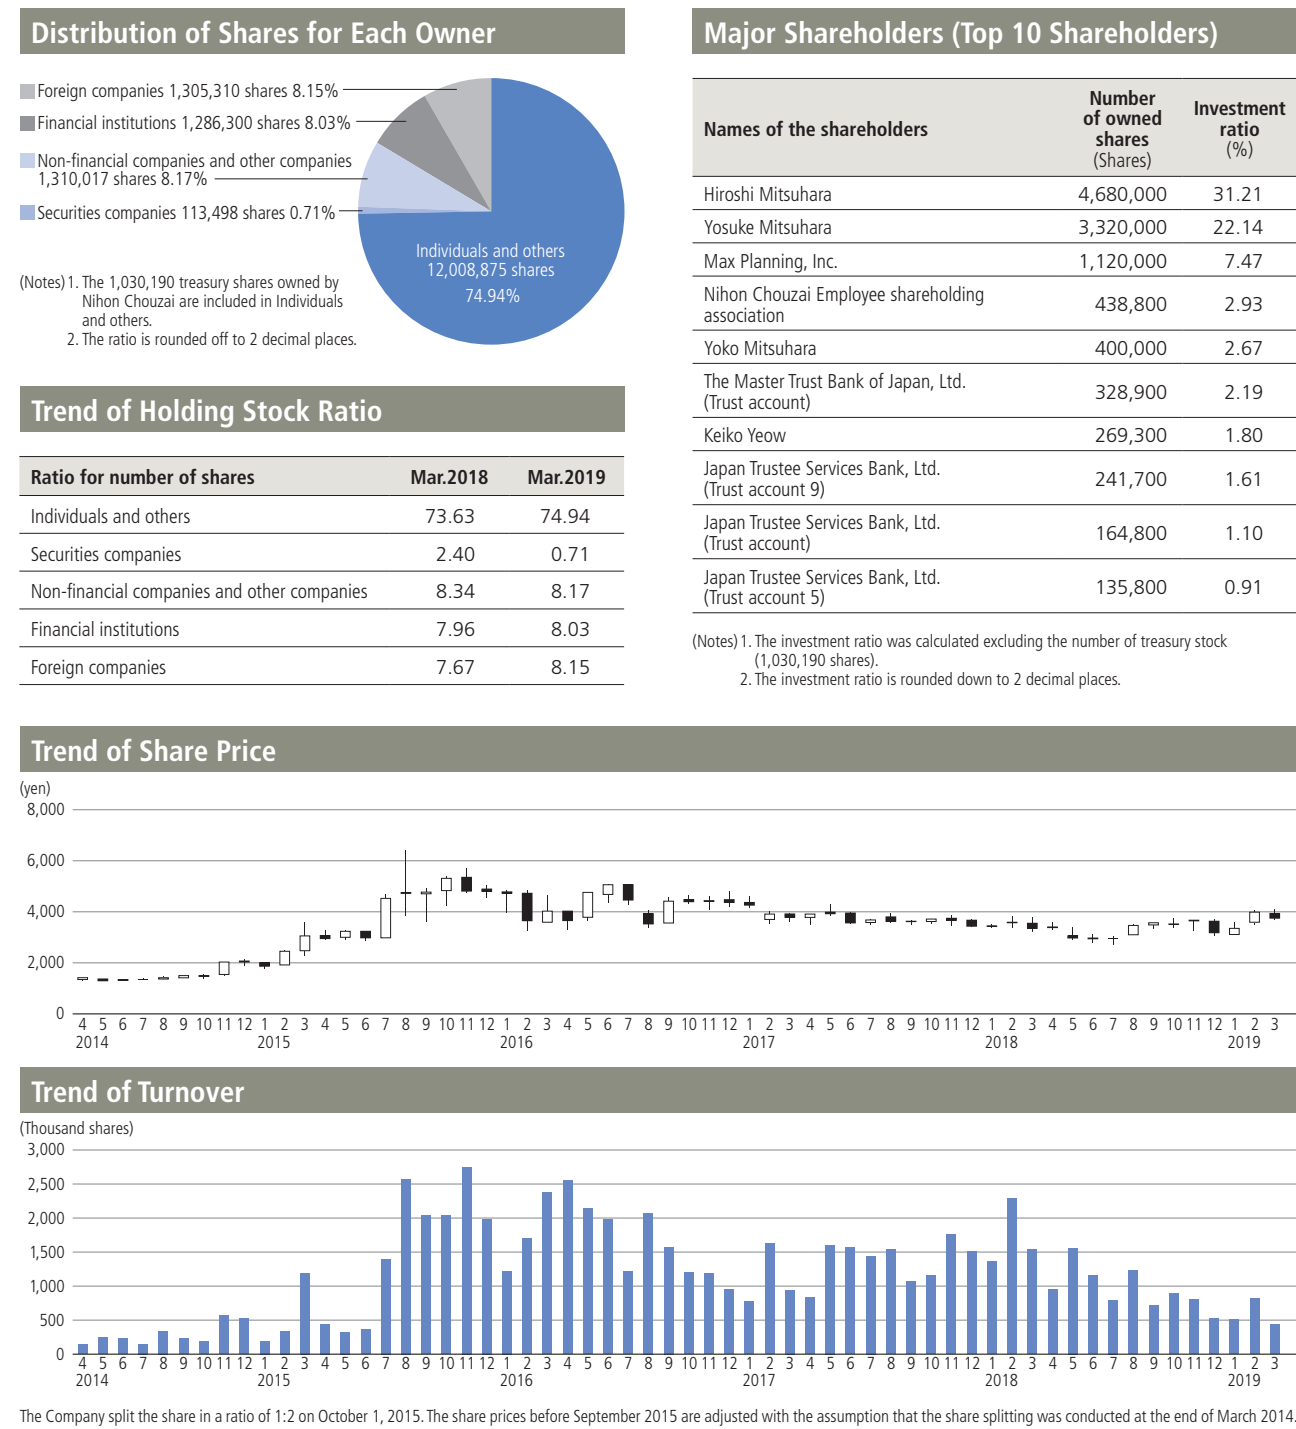 Distribution of Shares for Each Owner
Foreign companies 1,305,310 shares 8.15%
Financial institutions 1,286,300 shares 8.03%
Non-financial companies and other companies
1,310,017 shares 8.17%
Securities companies 113,498 shares 0.71%
Individuals and others
12,008,875 shares
74.94%
(Notes) 1. The 1,030,190 treasury shares owned by
Nihon Chouzai are included in Individuals
and others.
2. The ratio is rounded off to 2 decimal places.
Trend of Holding Stock Ratio
Ratio for number of shares Mar.2018 Mar.2019
Individuals and others 73.63 74.94
Securities companies 2.40 0.71
Non-financial companies and other companies 8.34 8.17
Financial institutions 7.96 8.03
Foreign companies 7.67 8.15
Major Shareholders (Top 10 Shareholders)
Names of the shareholders
Number
of owned
shares
(Shares)
Investment
ratio
(%)
Hiroshi Mitsuhara 4,680,000 31.21
Yosuke Mitsuhara 3,320,000 22.14
Max Planning, Inc. 1,120,000 7.47
Nihon Chouzai Employee shareholding
association 438,800 2.93
Yoko Mitsuhara 400,000 2.67
The Master Trust Bank of Japan, Ltd.
(Trust account) 328,900 2.19
Keiko Yeow 269,300 1.80
Japan Trustee Services Bank, Ltd.
(Trust account 9) 241,700 1.61
Japan Trustee Services Bank, Ltd.
(Trust account) 164,800 1.10
Japan Trustee Services Bank, Ltd.
(Trust account 5) 135,800 0.91
(Notes) 1. The investment ratio was calculated excluding the number of treasury stock
(1,030,190 shares).
2. The investment ratio is rounded down to 2 decimal places.
Trend of Share Price
(yen)
8,000
6,000
4,000
2,000
0
4 5 6 7 8 9 10 11 12 1 2 3 4 5 6 7 8 9 10 11 12 1 2 3 4 5 6 7 8 9 10 11 12 1 2 3 4 5 6 7 8 9 10 11 12 1 2 3 4 5 6 7 8 9 10 11 12 1 2 3
2014 2015 2016 2017 2018 2019
Trend of Turnover
(Thousand shares)
3,000
2,500
2,000
1,500
1,000
500
0
4 5 6 7 8 9 10 11 12 1 2 3 4 5 6 7 8 9 10 11 12 1 2 3 4 5 6 7 8 9 10 11 12 1 2 3 4 5 6 7 8 9 10 11 12 1 2 3 4 5 6 7 8 9 10 11 12 1 2 3
2014 2015 2016 2017 2018 2019
The Company split the share in a ratio of 1:2 on October 1, 2015. The share prices before September 2015 are adjusted with the assumption that the share splitting was conducted at the end of March 2014.